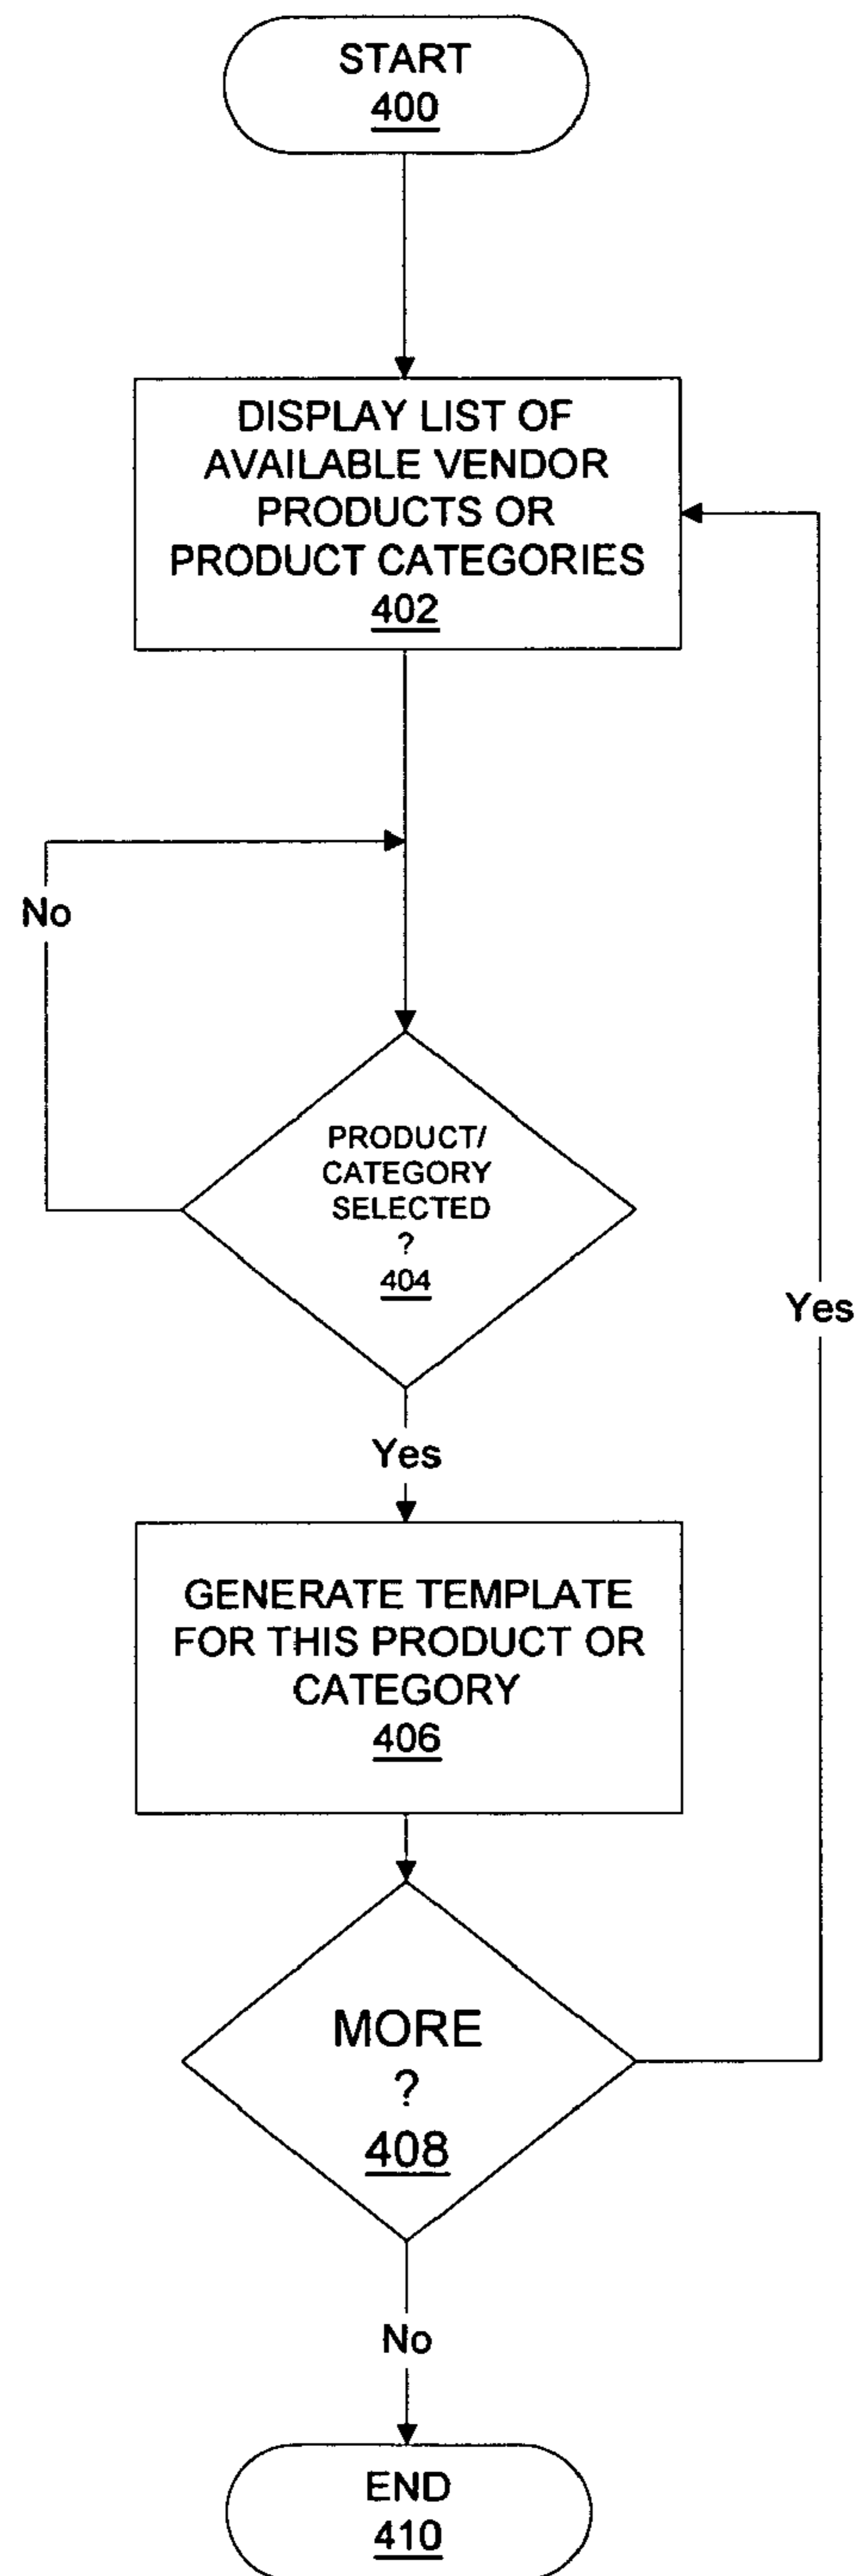 START
400
DISPLAY LIST OF
AVAILABLE VENDOR
PRODUCTS OR
PRODUCT CATEGORIES
402
No
PRODUCT/
CATEGORY
SELECTED
?
404
Yes
Yes
GENERATE TEMPLATE
FOR THIS PRODUCT OR
CATEGORY
406
MORE
?
408
No
END
410